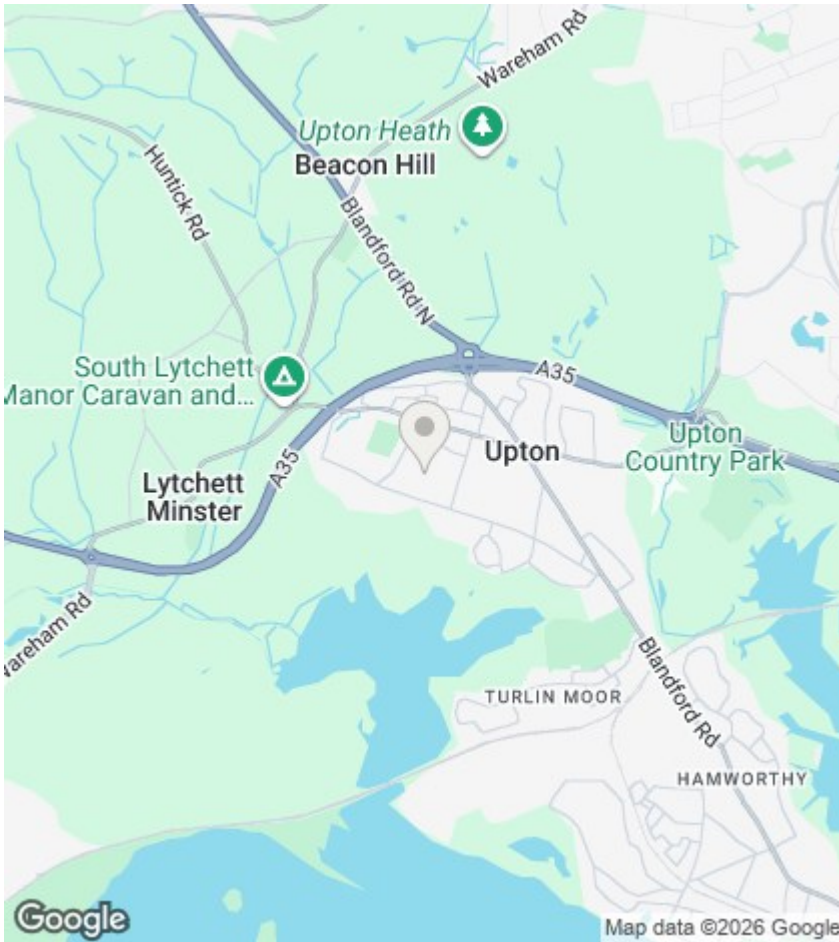 Wareham Rd
Upton Heath
Beacon Hill
Huntick Rd
Blandford Rd N
South Lytchett
Manor Caravan and...
A35
A35
Upton
Upton
Country Park
Lytchett
Minster
Wareham Rd
Blandford Rd
TURLIN MOOR
HAMWORTHY
Google
Map data ©2026 Google